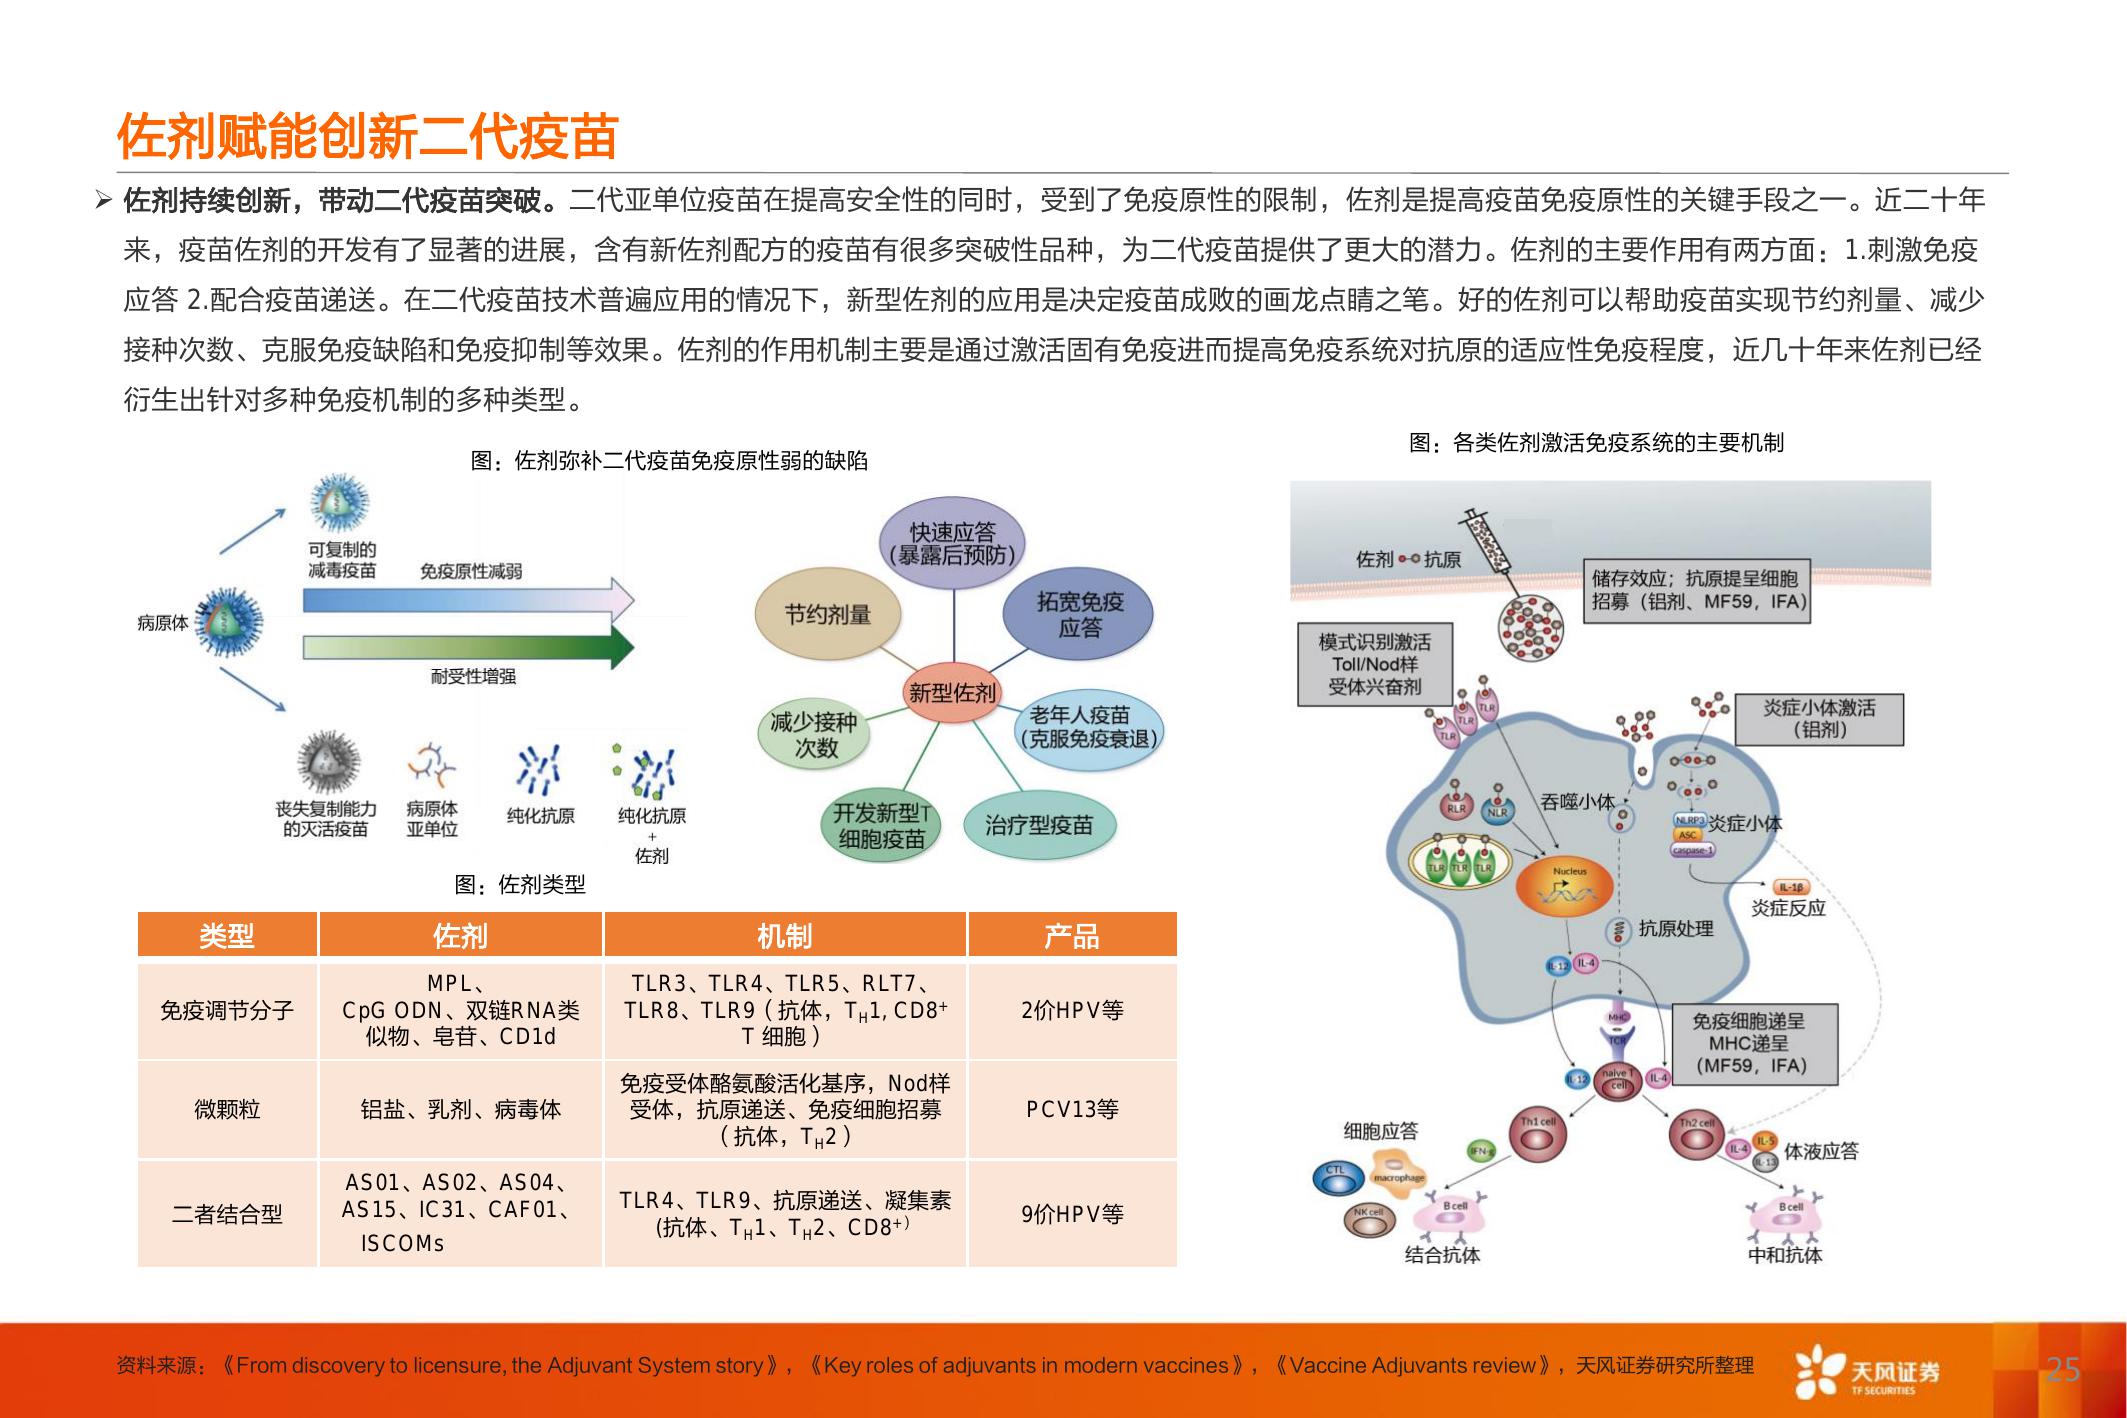 佐剂赋能创新二代疫苗
➢ 佐剂持续创新，带动二代疫苗突破。二代亚单位疫苗在提高安全性的同时，受到了免疫原性的限制，佐剂是提高疫苗免疫原性的关键手段之一。近二十年
来，疫苗佐剂的开发有了显著的进展，含有新佐剂配方的疫苗有很多突破性品种，为二代疫苗提供了更大的潜力。佐剂的主要作用有两方面：1.刺激免疫
应答 2.配合疫苗递送。在二代疫苗技术普遍应用的情况下，新型佐剂的应用是决定疫苗成败的画龙点睛之笔。好的佐剂可以帮助疫苗实现节约剂量、减少
接种次数、克服免疫缺陷和免疫抑制等效果。佐剂的作用机制主要是通过激活固有免疫进而提高免疫系统对抗原的适应性免疫程度，近几十年来佐剂已经
衍生出针对多种免疫机制的多种类型。
图：佐剂弥补二代疫苗免疫原性弱的缺陷
可复制的
减毒疫苗
免疫原性减弱
病原体
耐受性增强
丧失复制能力
的灭活疫苗
病原体
亚单位
纯化抗原
纯化抗原
+
佐剂
快速应答
(暴露后预防)
节约剂量
拓宽免疫
应答
新型佐剂
减少接种
次数
老年人疫苗
(克服免疫衰退)
开发新型T
细胞疫苗
治疗型疫苗
图：佐剂类型
类型 佐剂 机制 产品
免疫调节分子
MPL、
CpG ODN、双链RNA类
似物、皂苷、CD1d
TLR3、TLR4、TLR5、RLT7、
TLR8、TLR9（抗体，TH1, CD8+
T 细胞）
2价HPV等
微颗粒
铝盐、乳剂、病毒体
免疫受体酪氨酸活化基序，Nod样
受体，抗原递送、免疫细胞招募
（抗体，TH2）
PCV13等
二者结合型
AS01、AS02、AS04、
AS15、IC31、CAF01、
ISCOMs
TLR4、TLR9、抗原递送、凝集素
(抗体、TH1、TH2、CD8+)
9价HPV等
图：各类佐剂激活免疫系统的主要机制
佐剂 抗原
储存效应；抗原提呈细胞
招募（铝剂、MF59，IFA)
模式识别激活
Toll/Nod样
受体兴奋剂
TLR
TLR
TLR
炎症小体激活
（铝剂）
RLR
NLR
吞噬小体
NLRP3
炎症小体
ASC
caspase-1
TLR TLR TLR
Nucleus
IL-1β
炎症反应
抗原处理
IL-12 IL-4
MHC
TCR
免疫细胞递呈
MHC递呈
(MF59，IFA)
IL-12
naive T
cell
IL-4
Th1 cell
Th2 cell
细胞应答
IFN-g
IL-4
IL-5
IL-13
体液应答
CTL
macrophage
NK cell
B cell
B cell
结合抗体
中和抗体
资料来源：《From discovery to licensure, the Adjuvant System story》，《Key roles of adjuvants in modern vaccines》，《Vaccine Adjuvants review》，天风证券研究所整理
天风证券
TF SECURITIES
25